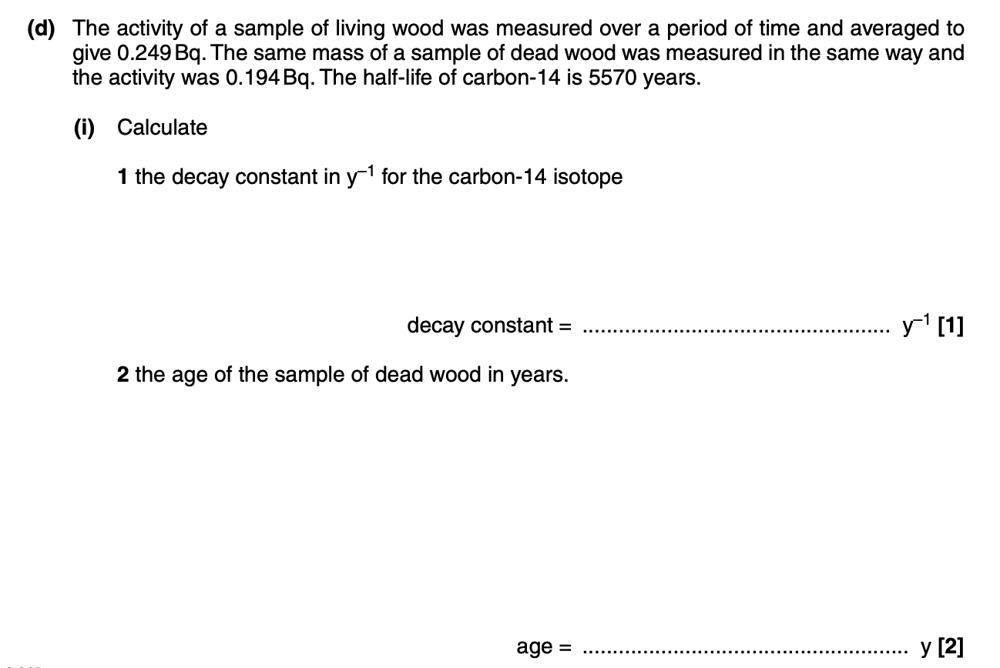 (d) The activity of a sample of living wood was measured over a period of time and averaged to
give 0.249 Bq. The same mass of a sample of dead wood was measured in the same way and
the activity was 0.194 Bq. The half-life of carbon-14 is 5570 years.
(i) Calculate
1 the decay constant in y⁻¹ for the carbon-14 isotope
decay constant = .................................................. y⁻¹ [1]
2 the age of the sample of dead wood in years.
age = ...................................................... y [2]